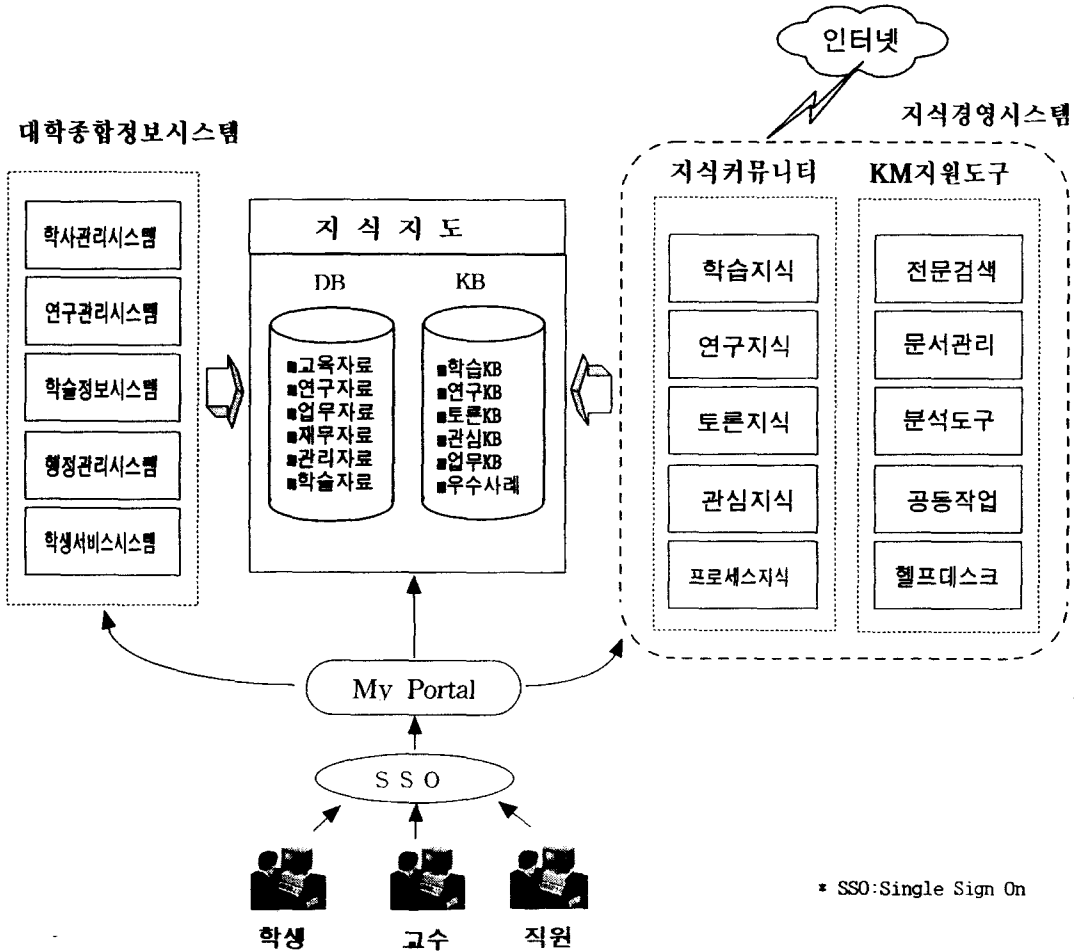 인터넷
대학종합정보시스템
지식경영시스템
학사관리시스템
연구관리시스템
학술정보시스템
행정관리시스템
학생서비스시스템
지 식 지 도
DB
KB
■교육자료
■연구자료
■업무자료
■재무자료
■관리자료
■학술자료
■학습KB
■연구KB
■토론KB
■관심KB
■업무KB
■우수사례
지식커뮤니티
KM지원도구
학습지식
연구지식
토론지식
관심지식
프로세스지식
전문검색
문서관리
분석도구
공동작업
헬프데스크
My Portal
S S O
학생
교수
직원
* SSO:Single Sign On